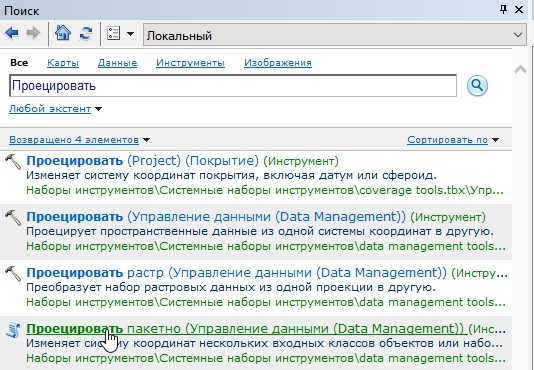 Поиск
Локальный
Все Карты Данные Инструменты Изображения
Проецировать
Любой экстент
Возвращено 4 элементов Сортировать по
Проецировать (Project) (Покрытие) (Инструмент)
Изменяет систему координат покрытия, включая датум или сфероид.
Наборы инструментов\Системные наборы инструментов\coverage tools.tbx\Упр...
Проецировать (Управление данными (Data Management)) (Инструмент)
Проецирует пространственные данные из одной системы координат в другую.
Наборы инструментов\Системные наборы инструментов\data management tools...
Проецировать растр (Управление данными (Data Management)) (Инстру...
Преобразует набор растровых данных из одной проекции в другую.
Наборы инструментов\Системные наборы инструментов\data management tools...
Проецировать пакетно (Управление данными (Data Management)) (Инс...
Изменяет систему координат нескольких входных классов объектов или набо...
Наборы инструментов\Системные наборы инструментов\data management tools...